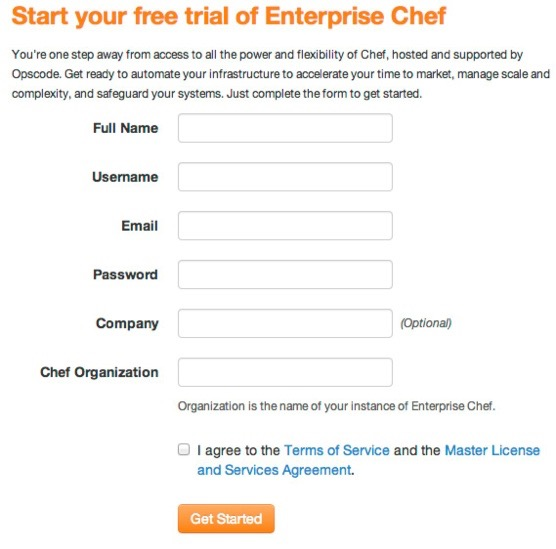 Start your free trial of Enterprise Chef
You're one step away from access to all the power and flexibility of Chef, hosted and supported by
Opscode. Get ready to automate your infrastructure to accelerate your time to market, manage scale and
complexity, and safeguard your systems. Just complete the form to get started.
Full Name
Username
Email
Password
Company (Optional)
Chef Organization
Organization is the name of your instance of Enterprise Chef.
I agree to the Terms of Service and the Master License
and Services Agreement.
Get Started